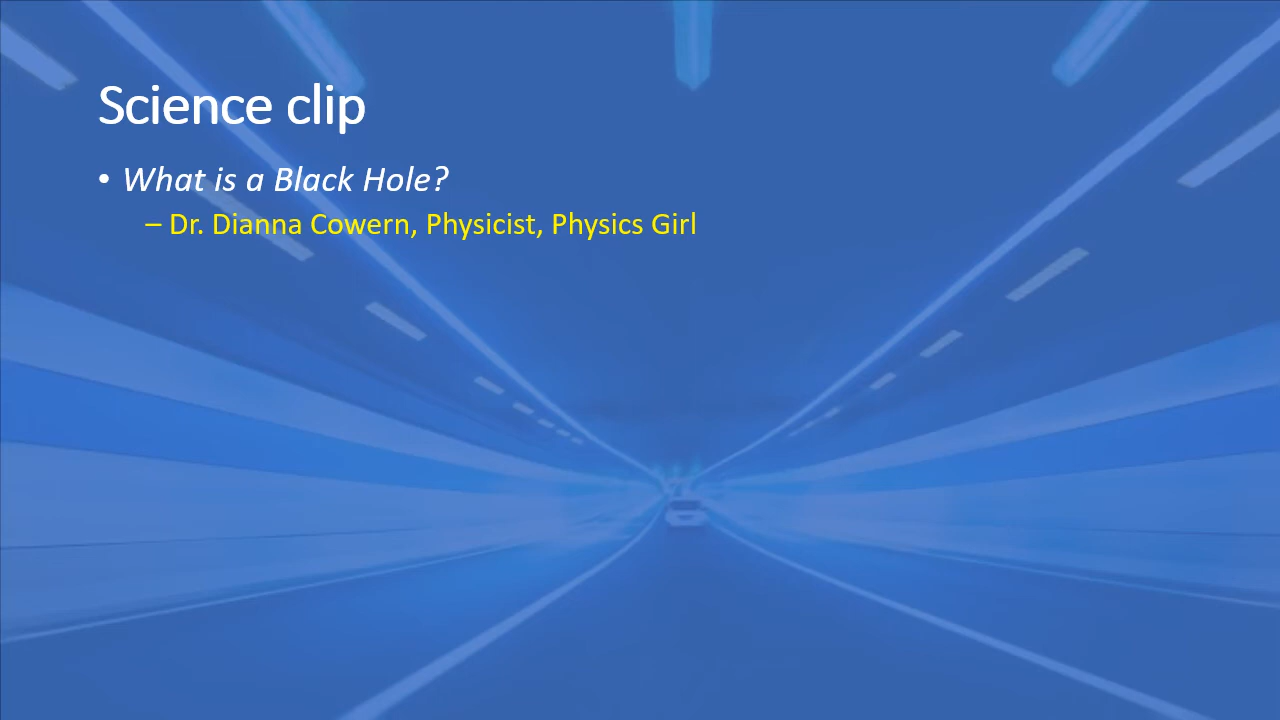 Science clip
• What is a Black Hole?
– Dr. Dianna Cowern, Physicist, Physics Girl